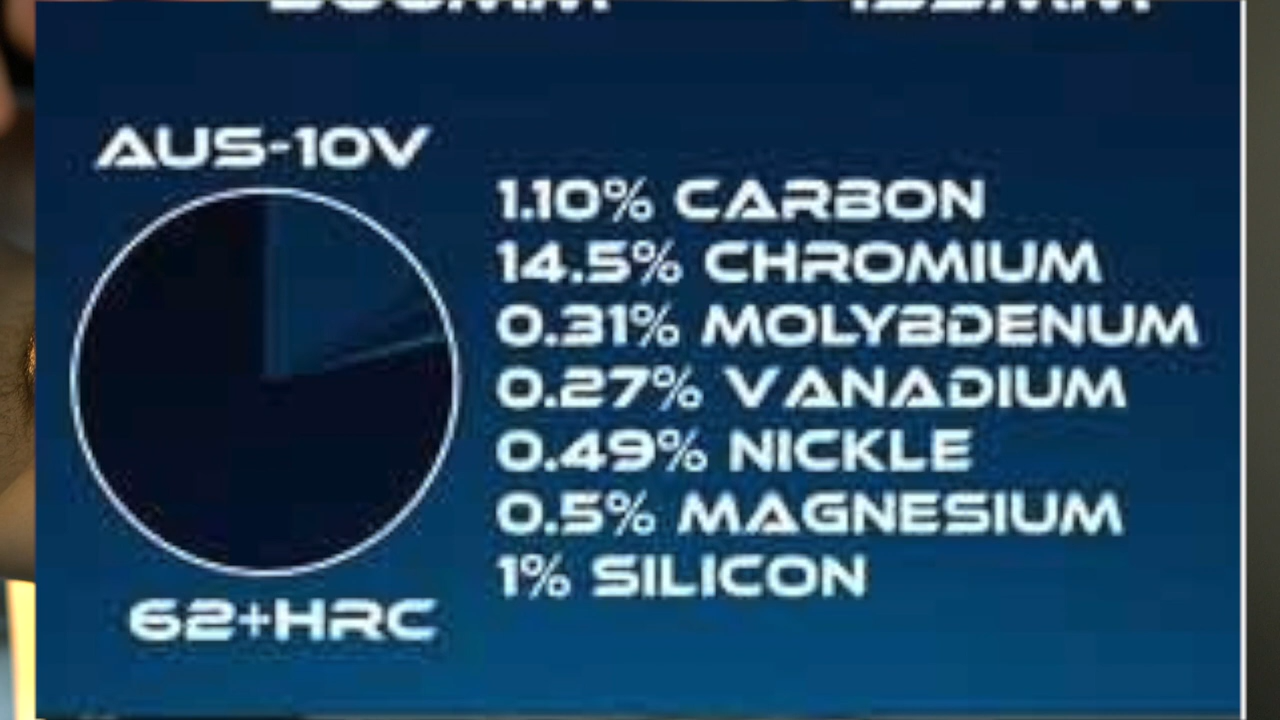 AUS-10V
1.10% CARBON
14.5% CHROMIUM
0.31% MOLYBDENUM
0.27% VANADIUM
0.49% NICKLE
0.5% MAGNESIUM
1% SILICON
62+HRC